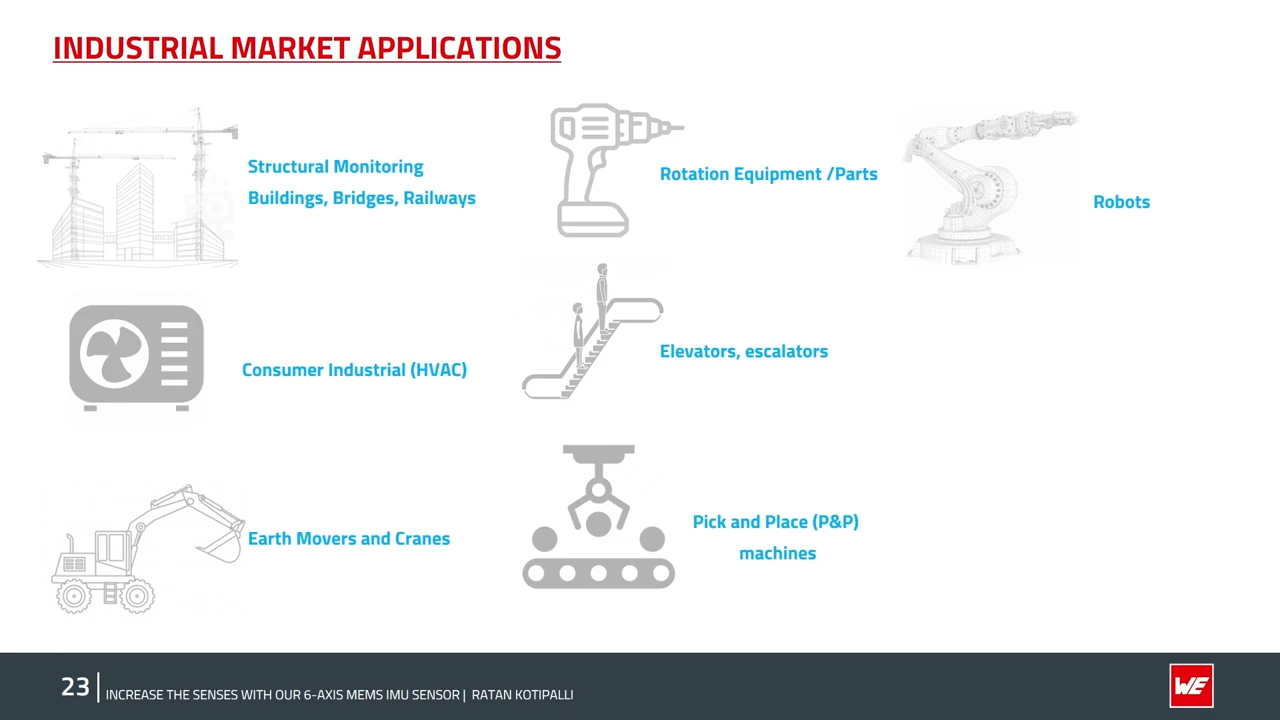 INDUSTRIAL MARKET APPLICATIONS
Structural Monitoring
Buildings, Bridges, Railways
Rotation Equipment /Parts
Robots
Consumer Industrial (HVAC)
Elevators, escalators
Earth Movers and Cranes
Pick and Place (P&P)
machines
23
INCREASE THE SENSES WITH OUR 6-AXIS MEMS IMU SENSOR | RATAN KOTIPALLI
WE